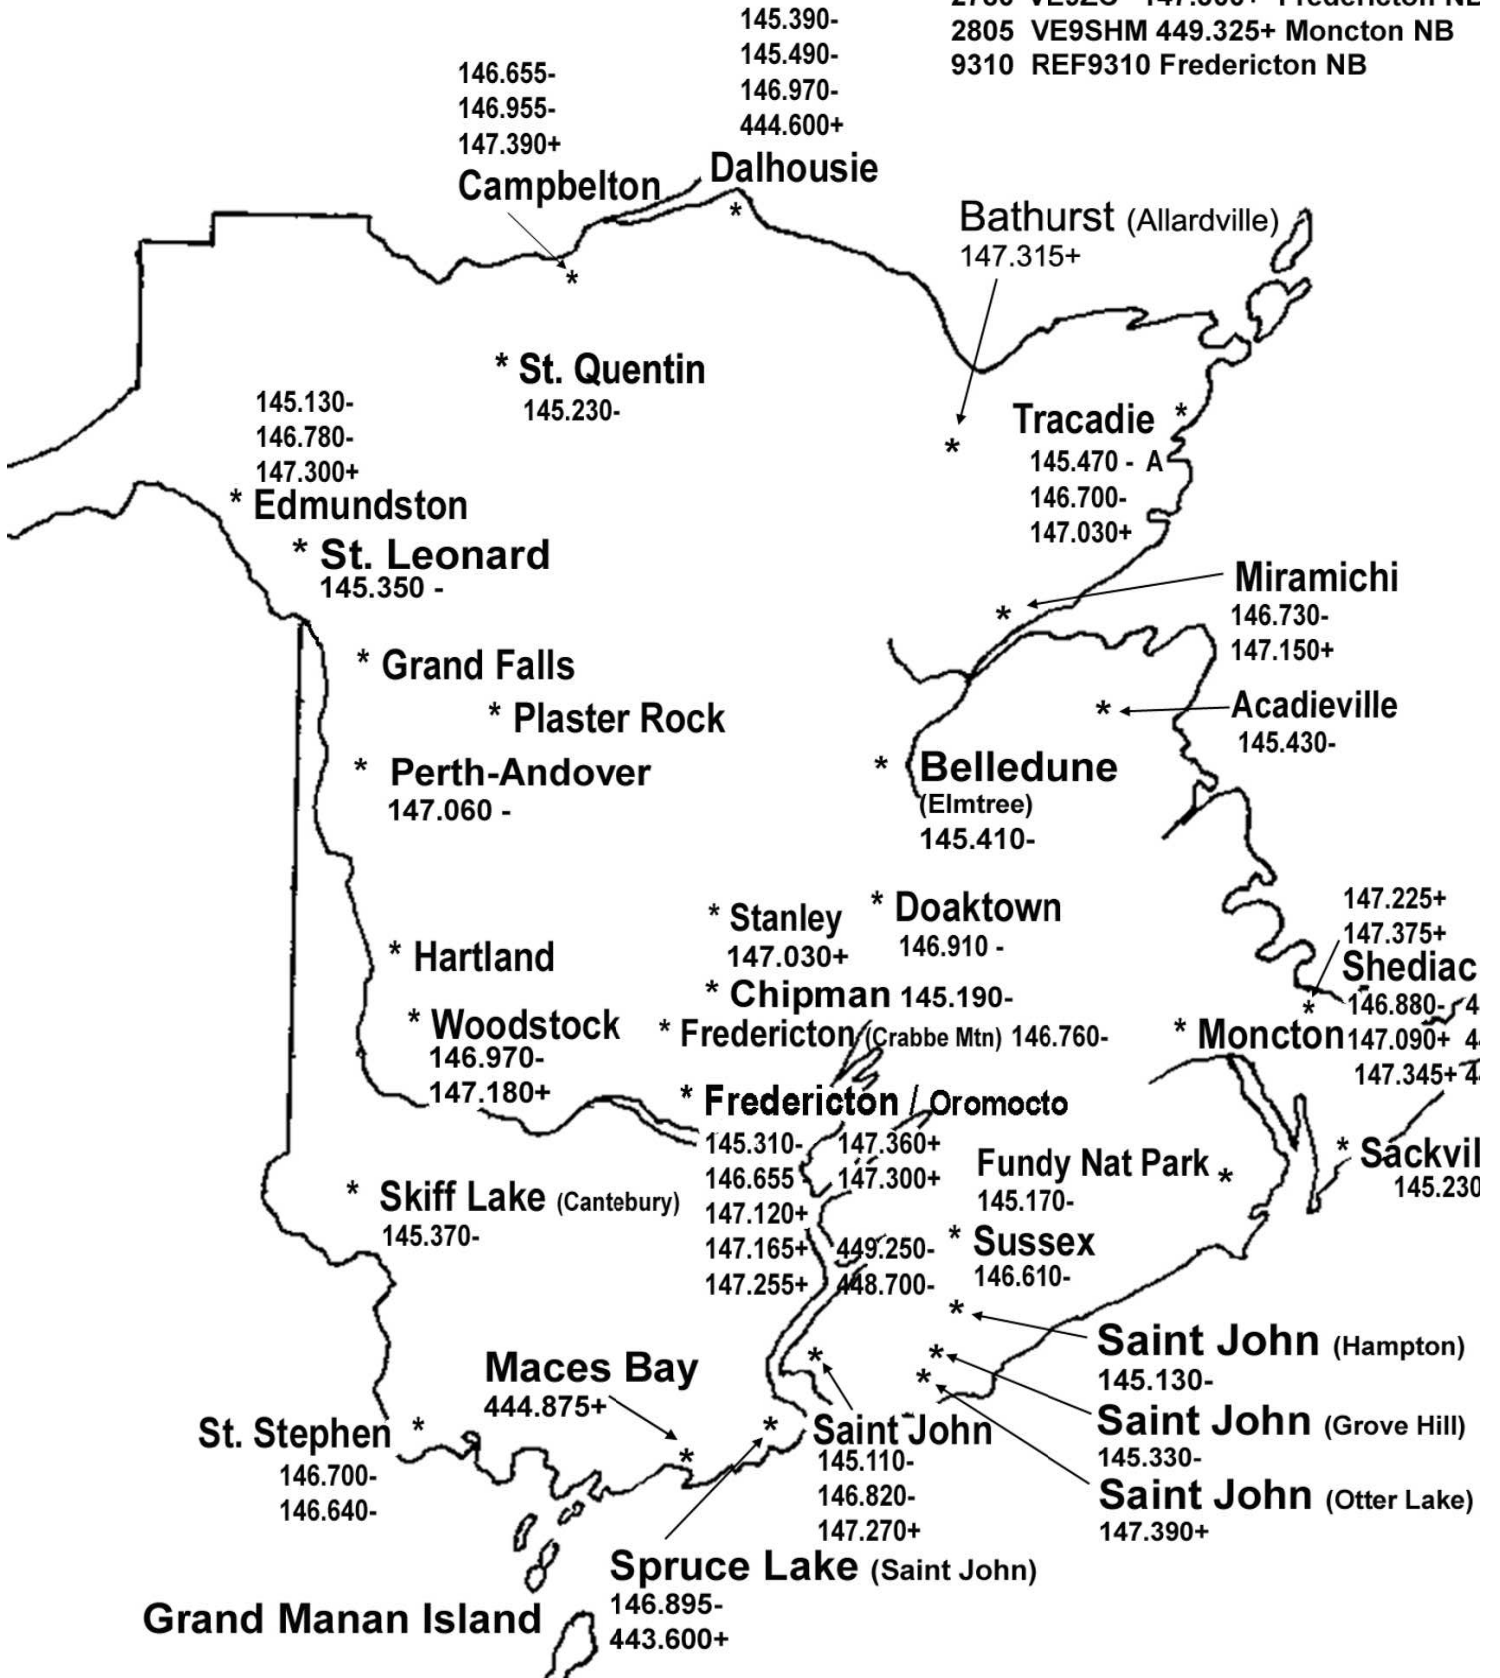 2805 VE9SHM 449.325+ Moncton NB
9310 REF9310 Fredericton NB
145.390-
145.490-
146.970-
444.600+
Dalhousie
*
146.655-
146.955-
147.390+
Campbelton
*
Bathurst (Allardville)
147.315+
*
* St. Quentin
145.230-
145.130-
146.780-
147.300+
* Edmundston
* St. Leonard
145.350 -
Tracadie *
145.470 - A
146.700-
147.030+
Miramichi
*
146.730-
147.150+
* Grand Falls
* Plaster Rock
* Acadieville
145.430-
* Perth-Andover
147.060 -
* Belledune
(Elmtree)
145.410-
* Stanley
147.030+
* Doaktown
146.910 -
147.225+
147.375+
Shediac
*
* Hartland
* Chipman 145.190-
* Woodstock
146.970-
147.180+
* Fredericton (Crabbe Mtn) 146.760-
* Moncton
146.880- 4
147.090+ 4
147.345+ 4
* Fredericton / Oromocto
145.310- 147.360+
146.655 147.300+
147.120+
147.165+ 449.250-
147.255+ 448.700-
Fundy Nat Park *
145.170-
* Sackvil
145.230
* Skiff Lake (Cantebury)
145.370-
* Sussex
146.610-
* Saint John (Hampton)
145.130-
* Saint John (Grove Hill)
145.330-
* Saint John (Otter Lake)
147.390+
Maces Bay
444.875+
*
St. Stephen *
146.700-
146.640-
*
Saint John
145.110-
146.820-
147.270+
*
Spruce Lake (Saint John)
146.895-
443.600+
Grand Manan Island